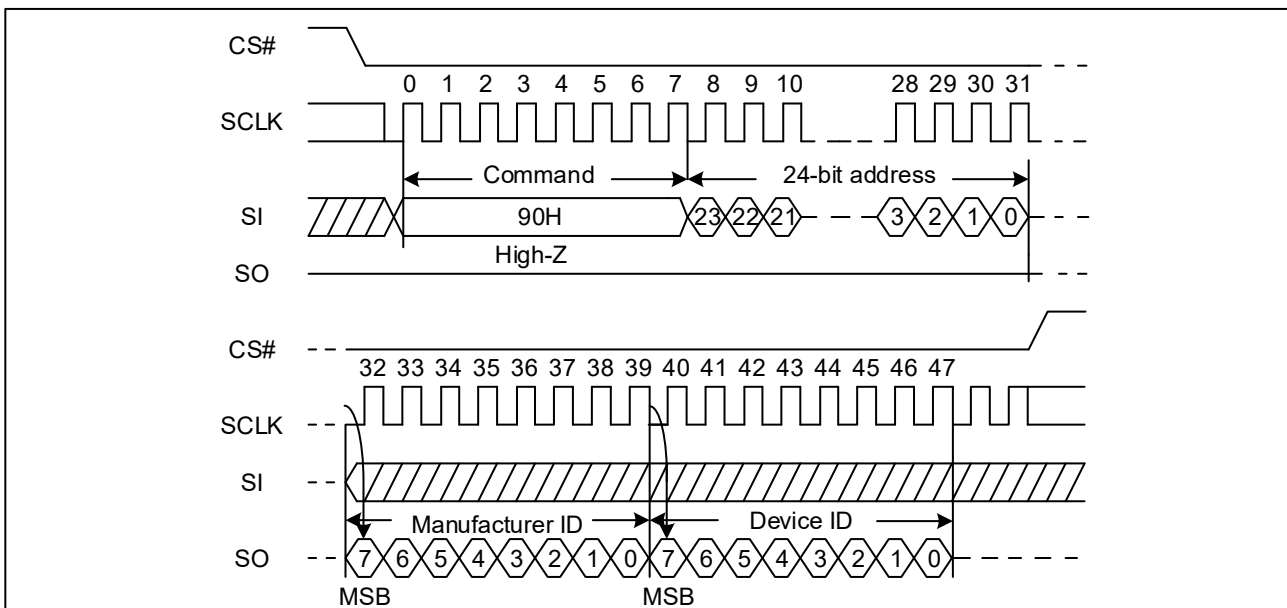 CS#
0 1 2 3 4 5 6 7 8 9 10 28 29 30 31
SCLK
Command 24-bit address
SI 90H 23 22 21 3 2 1 0
High-Z
SO
CS#
32 33 34 35 36 37 38 39 40 41 42 43 44 45 46 47
SCLK
SI
Manufacturer ID Device ID
SO 7 6 5 4 3 2 1 0 7 6 5 4 3 2 1 0
MSB MSB